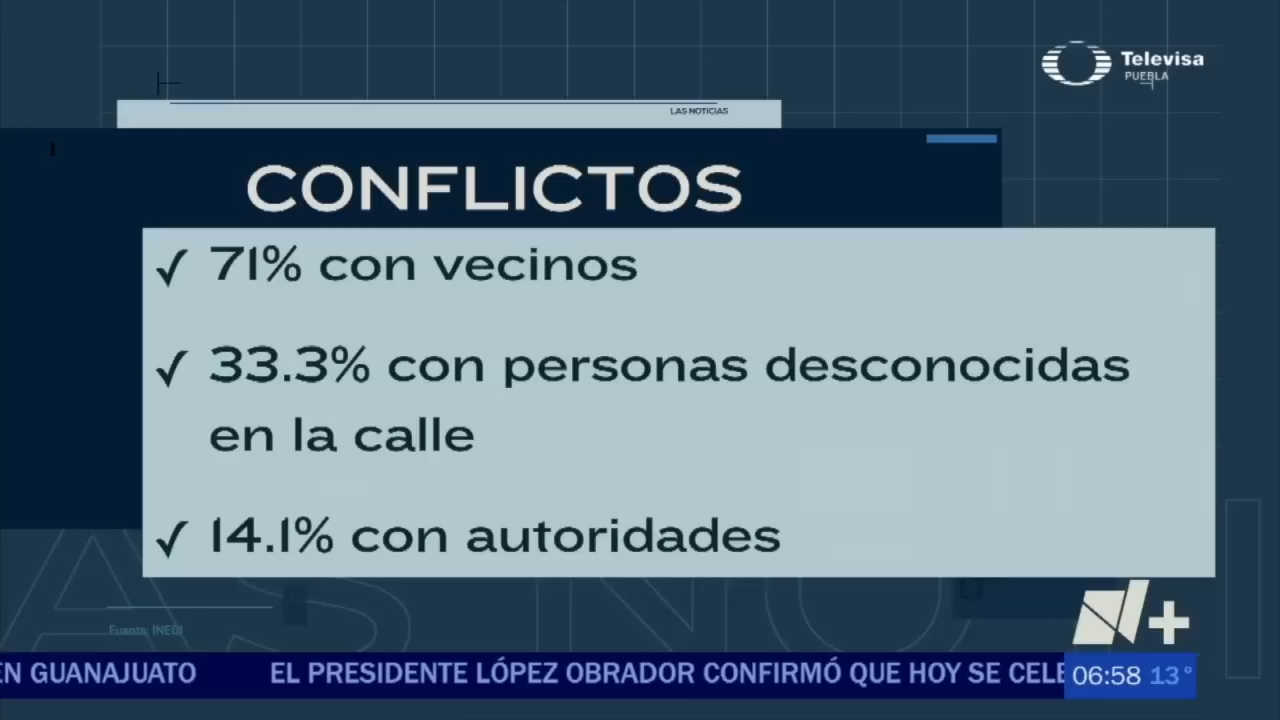 Televisa
PUEBLA
LAS NOTICIAS
CONFLICTOS
✓ 71% con vecinos
✓ 33.3% con personas desconocidas
en la calle
✓ 14.1% con autoridades
Fuente: INEGI
N+
EN GUANAJUATO EL PRESIDENTE LÓPEZ OBRADOR CONFIRMÓ QUE HOY SE CELE
06:58 13°